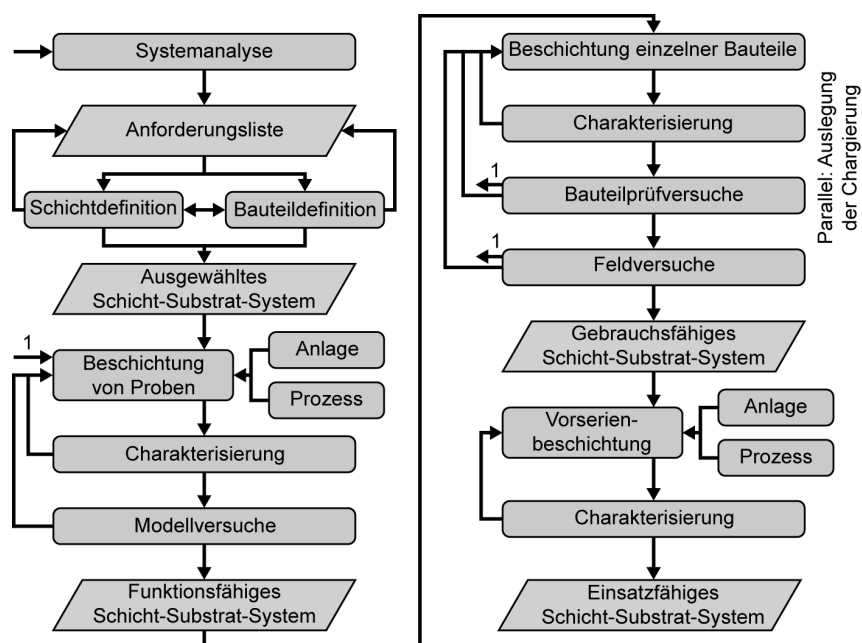 Systemanalyse
Anforderungsliste
Schichtdefinition
Bauteildefinition
Ausgewähltes
Schicht-Substrat-System
1
Beschichtung
von Proben
Anlage
Prozess
Charakterisierung
Modellversuche
Funktionsfähiges
Schicht-Substrat-System
Beschichtung einzelner Bauteile
Charakterisierung
1
Bauteilprüfversuche
1
Feldversuche
Parallel: Auslegung
der Chargierung
Gebrauchsfähiges
Schicht-Substrat-System
Vorserien-
beschichtung
Anlage
Prozess
Charakterisierung
Einsatzfähiges
Schicht-Substrat-System